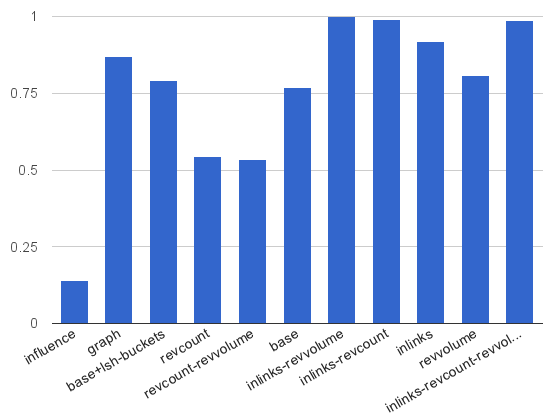 1
0.75
0.5
0.25
0
influence
graph
base+lsh-buckets
revcount
revcount-revvolume
base
inlinks-revvolume
inlinks-revcount
inlinks
revvolume
inlinks-revcount-revvol...